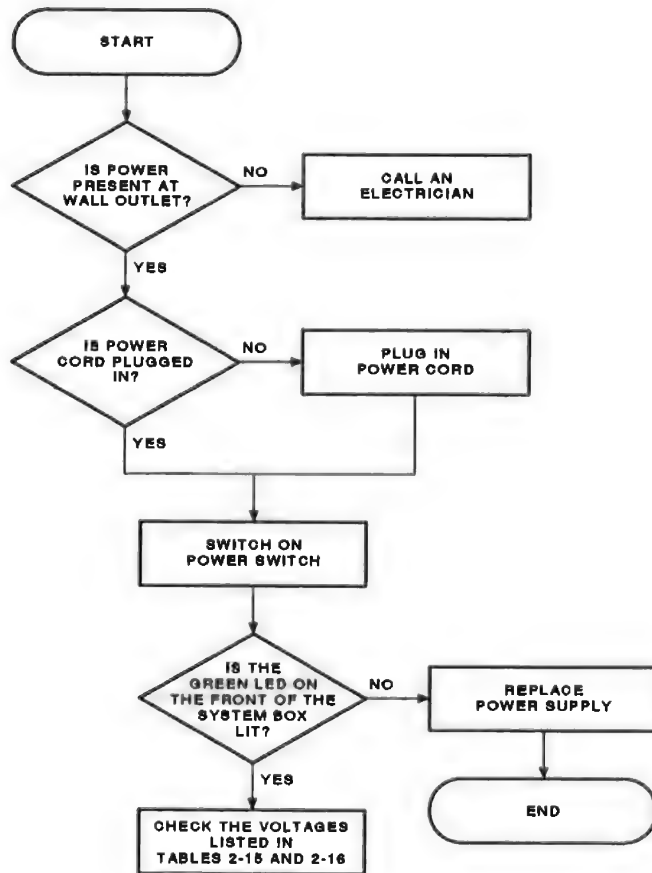 START
IS POWER
PRESENT AT
WALL OUTLET?
NO
CALL AN
ELECTRICIAN
YES
IS POWER
CORD PLUGGED
IN?
NO
PLUG IN
POWER CORD
YES
SWITCH ON
POWER SWITCH
IS THE
GREEN LED ON
THE FRONT OF THE
SYSTEM BOX
LIT?
NO
REPLACE
POWER SUPPLY
YES
END
CHECK THE VOLTAGES
LISTED IN
TABLES 2-15 AND 2-16